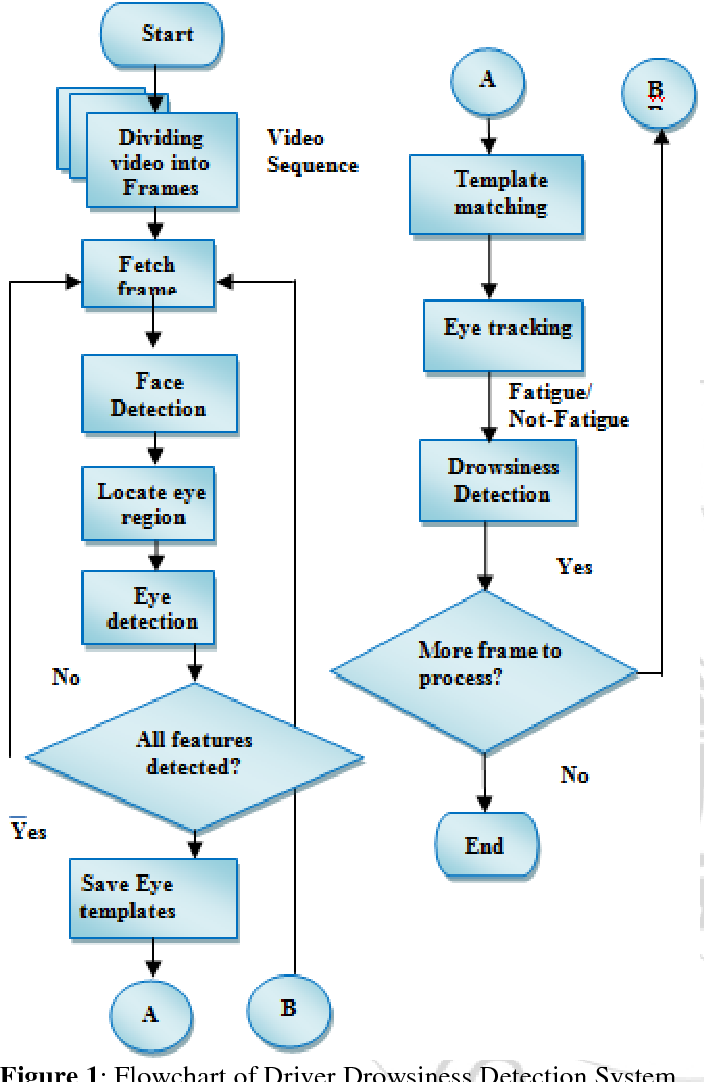 Start
Dividing
video into
Frames
Video
Sequence
Fetch
frame
Face
Detection
Locate eye
region
Eye
detection
No
All features
detected?
Yes
Save Eye
templates
A
B
A
B
Template
matching
Eye tracking
Fatigue/
Not-Fatigue
Drowsiness
Detection
Yes
More frame to
process?
No
End
Figure 1: Flowchart of Driver Drowsiness Detection System